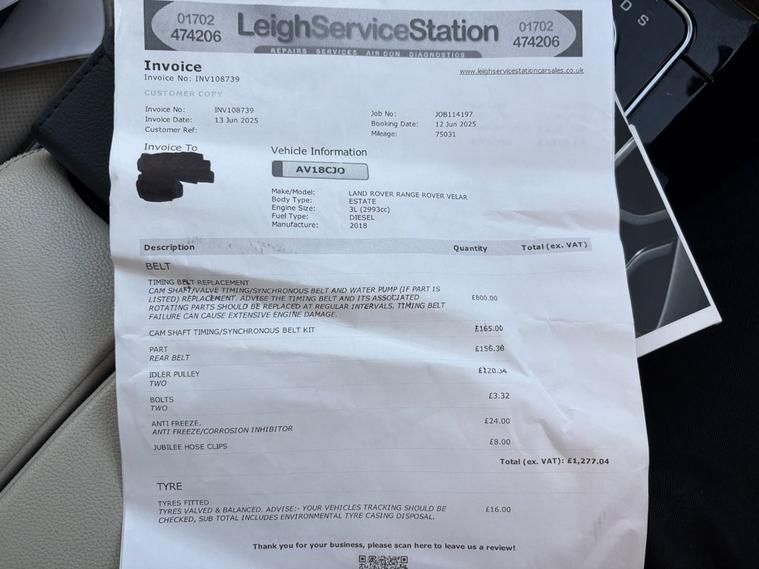 01702
474206
LeighServiceStation
01702
474206
REPAIRS SERVICES AIR CON DIAGNOSTICS
Invoice
Invoice No: INV108739
www.leighservicestationcarsales.co.uk
CUSTOMER COPY
Invoice No: INV108739
Invoice Date: 13 Jun 2025
Customer Ref:
Job No: JOB114197
Booking Date: 12 Jun 2025
Mileage: 75031
Invoice To
Vehicle Information
AV18CJO
Make/Model: LAND ROVER RANGE ROVER VELAR
Body Type: ESTATE
Engine Size: 3L (2993cc)
Fuel Type: DIESEL
Manufacture: 2018
Description Quantity Total (ex. VAT)
BELT
TIMING BELT REPLACEMENT
CAM SHAFT/VALVE TIMING/SYNCHRONOUS BELT AND WATER PUMP (IF PART IS
LISTED) REPLACEMENT. ADVISE THE TIMING BELT AND ITS ASSOCIATED £800.00
ROTATING PARTS SHOULD BE REPLACED AT REGULAR INTERVALS. TIMING BELT
FAILURE CAN CAUSE EXTENSIVE ENGINE DAMAGE.
CAM SHAFT TIMING/SYNCHRONOUS BELT KIT £165.00
PART £156.38
REAR BELT
IDLER PULLEY £120.34
TWO
BOLTS £3.32
TWO
ANTI FREEZE. £24.00
ANTI FREEZE/CORROSION INHIBITOR
JUBILEE HOSE CLIPS £8.00
Total (ex. VAT): £1,277.04
TYRE
TYRES FITTED
TYRES VALVED & BALANCED. ADVISE:- YOUR VEHICLES TRACKING SHOULD BE £16.00
CHECKED, SUB TOTAL INCLUDES ENVIRONMENTAL TYRE CASING DISPOSAL.
Thank you for your business, please scan here to leave us a review!
D S